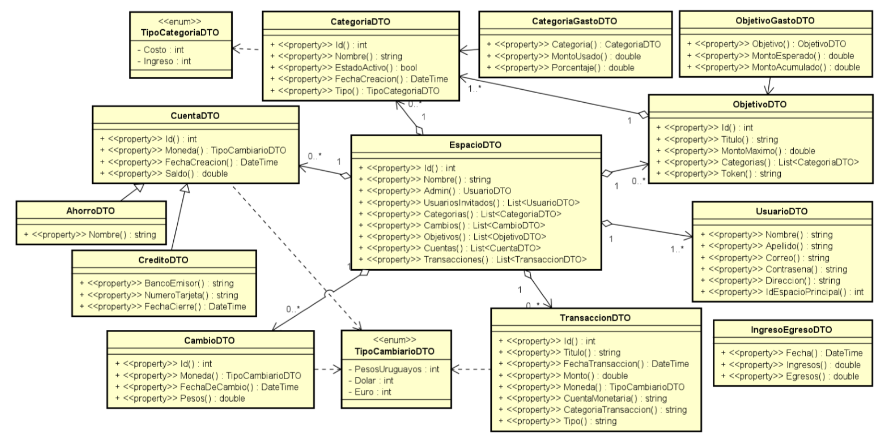 <<enum>>
TipoCategoriaDTO
- Costo : int
- Ingreso : int
CategoriaDTO
+ <<property>> Id() : int
+ <<property>> Nombre() : string
+ <<property>> EstadoActivo() : bool
+ <<property>> FechaCreacion() : DateTime
+ <<property>> Tipo() : TipoCategoriaDTO
CategoriaGastoDTO
+ <<property>> Categoria() : CategoriaDTO
+ <<property>> MontoUsado() : double
+ <<property>> Porcentaje() : double
ObjetivoGastoDTO
+ <<property>> Objetivo() : ObjetivoDTO
+ <<property>> MontoEsperado() : double
+ <<property>> MontoAcumulado() : double
CuentaDTO
+ <<property>> Id() : int
+ <<property>> Moneda() : TipoCambiarioDTO
+ <<property>> FechaCreacion() : DateTime
+ <<property>> Saldo() : double
0..*
1
1..*
1
ObjetivoDTO
+ <<property>> Id() : int
+ <<property>> Titulo() : string
+ <<property>> MontoMaximo() : double
+ <<property>> Categorias() : List<CategoriaDTO>
+ <<property>> Token() : string
EspacioDTO
+ <<property>> Id() : int
+ <<property>> Nombre() : string
+ <<property>> Admin() : UsuarioDTO
+ <<property>> UsuariosInvitados() : List<UsuarioDTO>
+ <<property>> Categorias() : List<CategoriaDTO>
+ <<property>> Cambios() : List<CambioDTO>
+ <<property>> Objetivos() : List<ObjetivoDTO>
+ <<property>> Cuentas() : List<CuentaDTO>
+ <<property>> Transacciones() : List<TransaccionDTO>
0..*
1
1
0..*
AhorroDTO
+ <<property>> Nombre() : string
UsuarioDTO
+ <<property>> Nombre() : string
+ <<property>> Apellido() : string
+ <<property>> Correo() : string
+ <<property>> Contrasena() : string
+ <<property>> Direccion() : string
+ <<property>> IdEspacioPrincipal() : int
1
1..*
CreditoDTO
+ <<property>> BancoEmisor() : string
+ <<property>> NumeroTarjeta() : string
+ <<property>> FechaCierre() : DateTime
1
0..*
1
0..*
CambioDTO
+ <<property>> Id() : int
+ <<property>> Moneda() : TipoCambiarioDTO
+ <<property>> FechaDeCambio() : DateTime
+ <<property>> Pesos() : double
<<enum>>
TipoCambiarioDTO
- PesosUruguayos : int
- Dolar : int
- Euro : int
TransaccionDTO
+ <<property>> Id() : int
+ <<property>> Titulo() : string
+ <<property>> FechaTransaccion() : DateTime
+ <<property>> Monto() : double
+ <<property>> Moneda() : TipoCambiarioDTO
+ <<property>> CuentaMonetaria() : string
+ <<property>> CategoriaTransaccion() : string
+ <<property>> Tipo() : string
IngresoEgresoDTO
+ <<property>> Fecha() : DateTime
+ <<property>> Ingresos() : double
+ <<property>> Egresos() : double